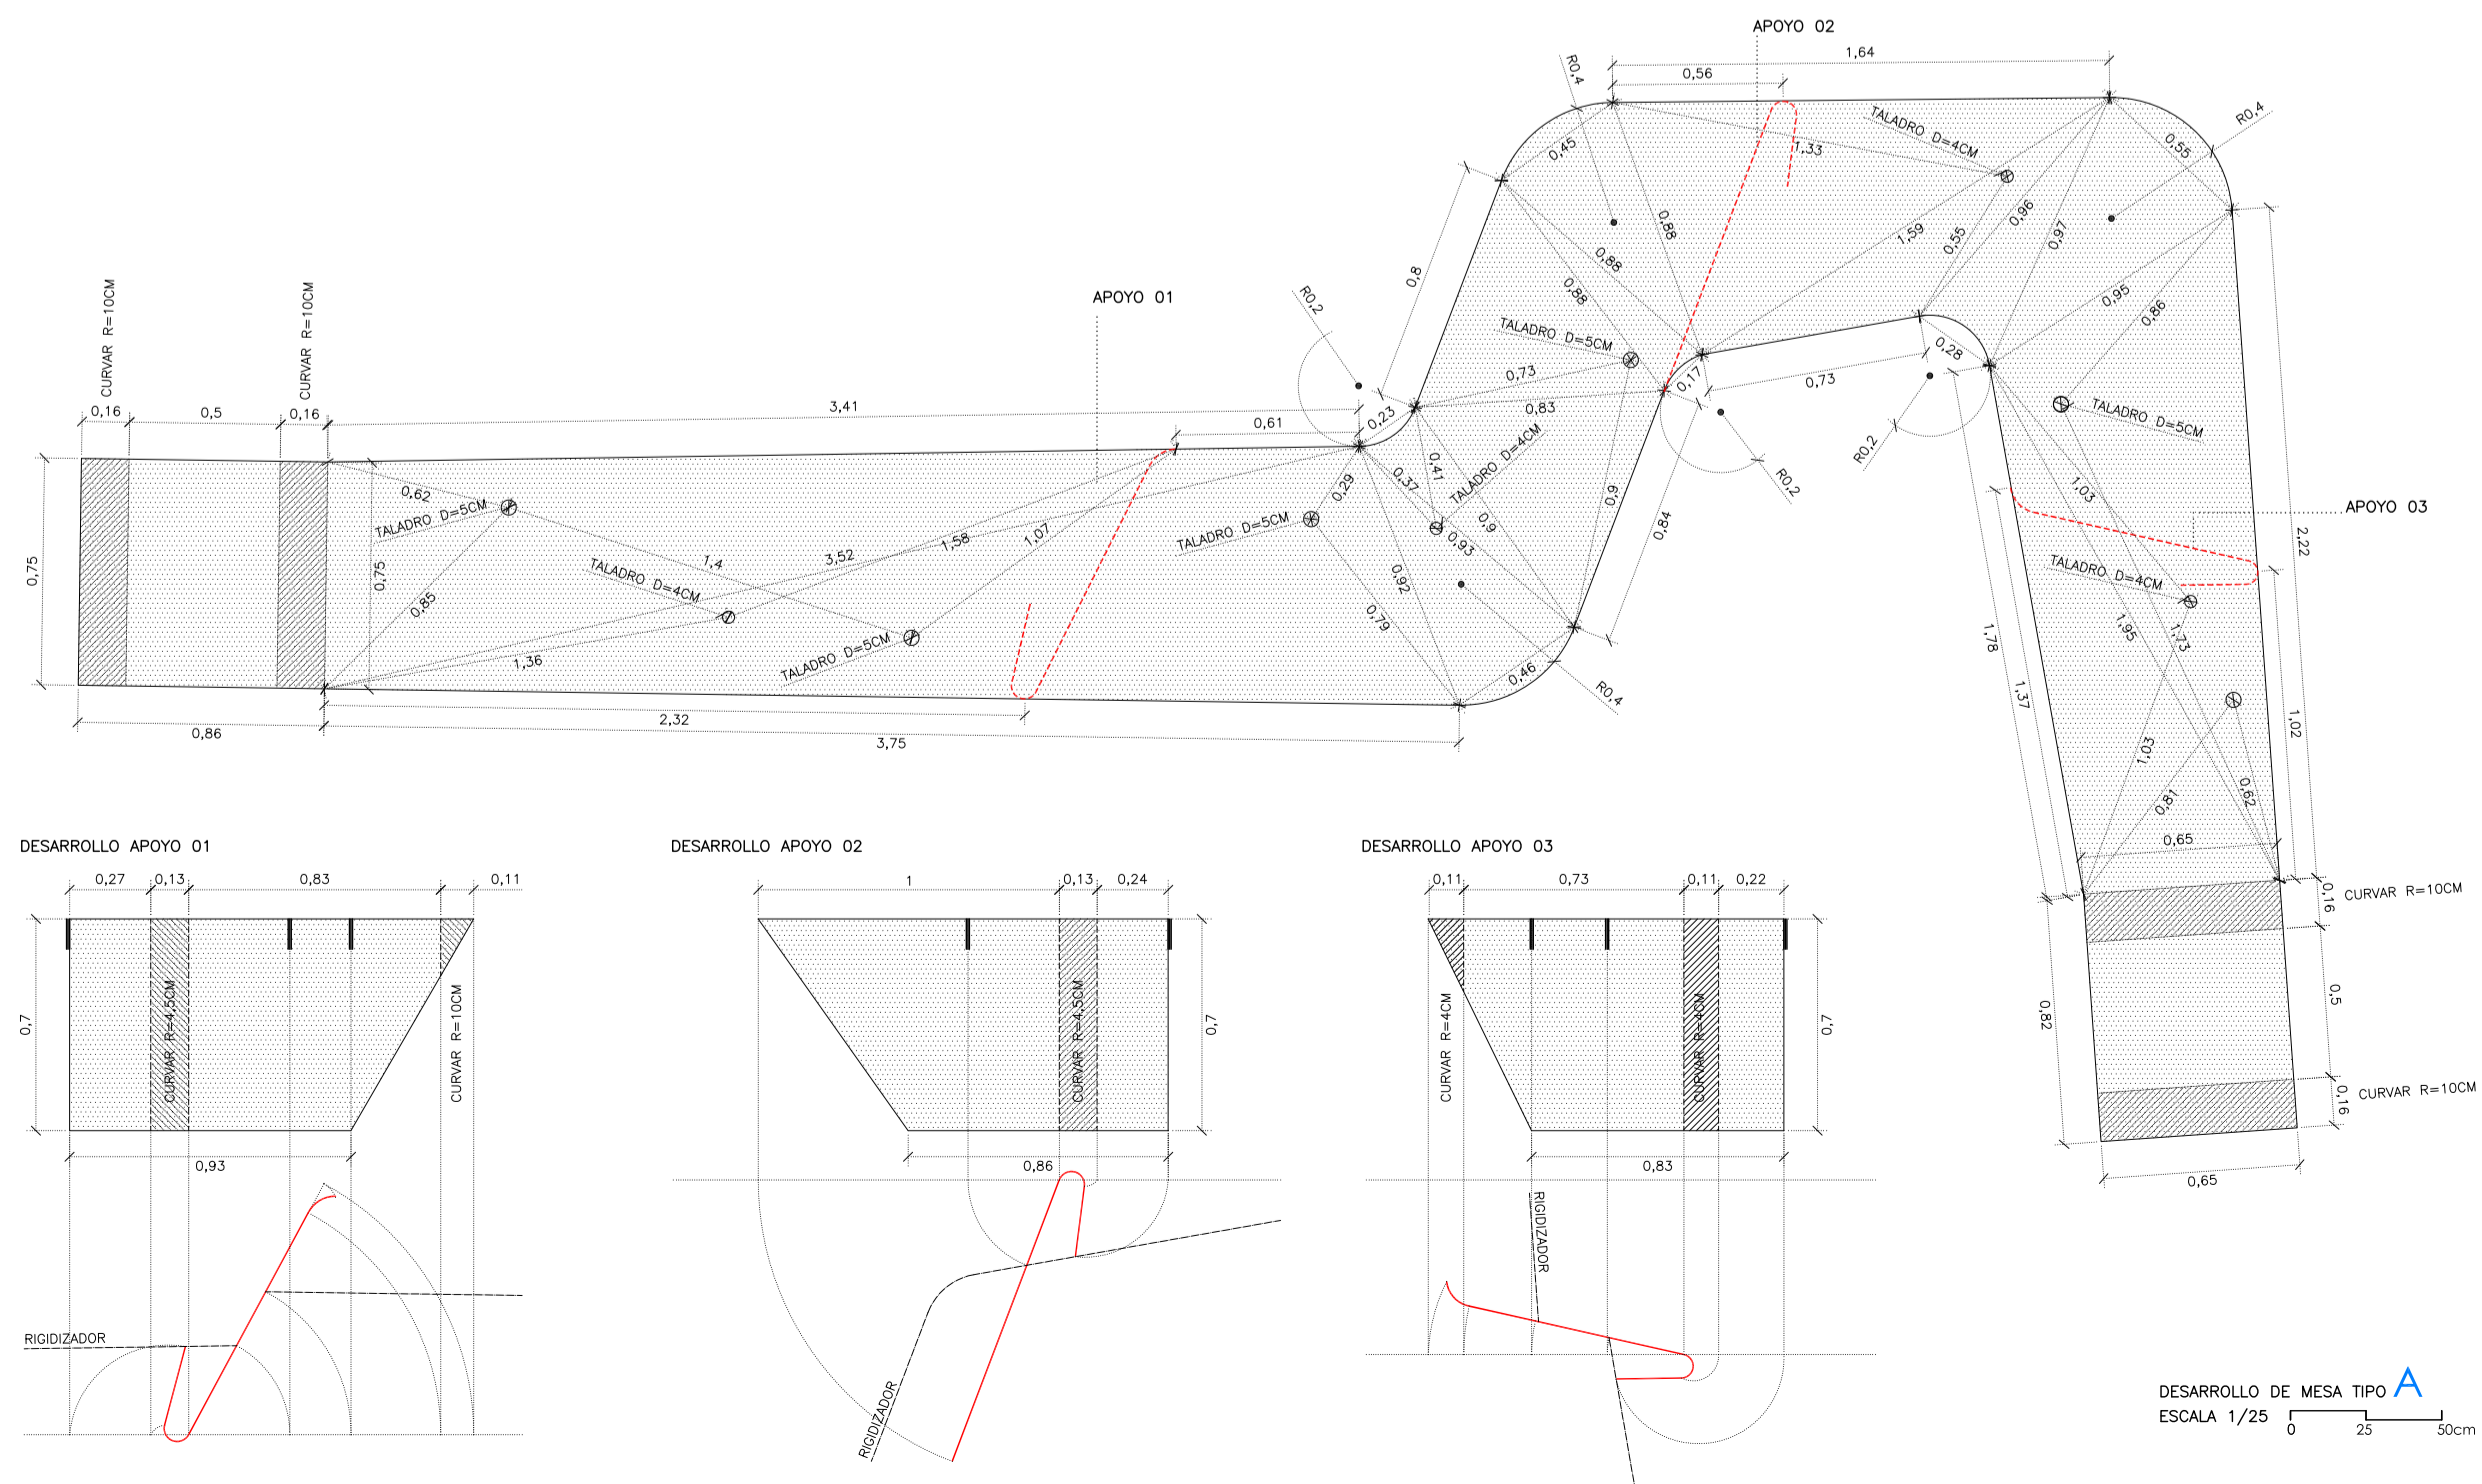 APOYO 02
1,64
0,56
R0,4
R0,4
TALADRO D=4CM
1,33
0,45
0,55
0,88
0,96
1,59
0,55
0,97
0,88
0,88
0,8
0,95
0,86
CURVAR R=10CM
CURVAR R=10CM
APOYO 01
R0,2
TALADRO D=5CM
0,73
0,17
0,28
0,73
0,83
TALADRO D=5CM
R0,2
R0,2
0,16
0,5
0,16
3,41
0,61
0,23
0,41
0,37
TALADRO D=4CM
0,29
0,62
TALADRO D=5CM
0,75
0,75
0,85
TALADRO D=4CM
1,4
3,52
1,58
1,07
TALADRO D=5CM
0,9
0,93
0,9
0,84
0,92
0,79
1,36
TALADRO D=5CM
0,46
R0,4
2,32
0,86
3,75
1,03
APOYO 03
2,22
TALADRO D=4CM
1,95
1,73
1,78
1,37
1,02
1,03
0,81
0,62
0,65
0,16
CURVAR R=10CM
0,5
0,82
0,16
CURVAR R=10CM
0,65
DESARROLLO APOYO 01
0,27
0,13
0,83
0,11
0,7
CURVAR R=4,5CM
CURVAR R=10CM
0,93
RIGIDIZADOR
DESARROLLO APOYO 02
1
0,13
0,24
CURVAR R=4,5CM
0,7
0,86
RIGIDIZADOR
DESARROLLO APOYO 03
0,11
0,73
0,11
0,22
CURVAR R=4CM
CURVAR R=4CM
0,7
0,83
RIGIDIZADOR
DESARROLLO DE MESA TIPO A
ESCALA 1/25
0 25 50cm